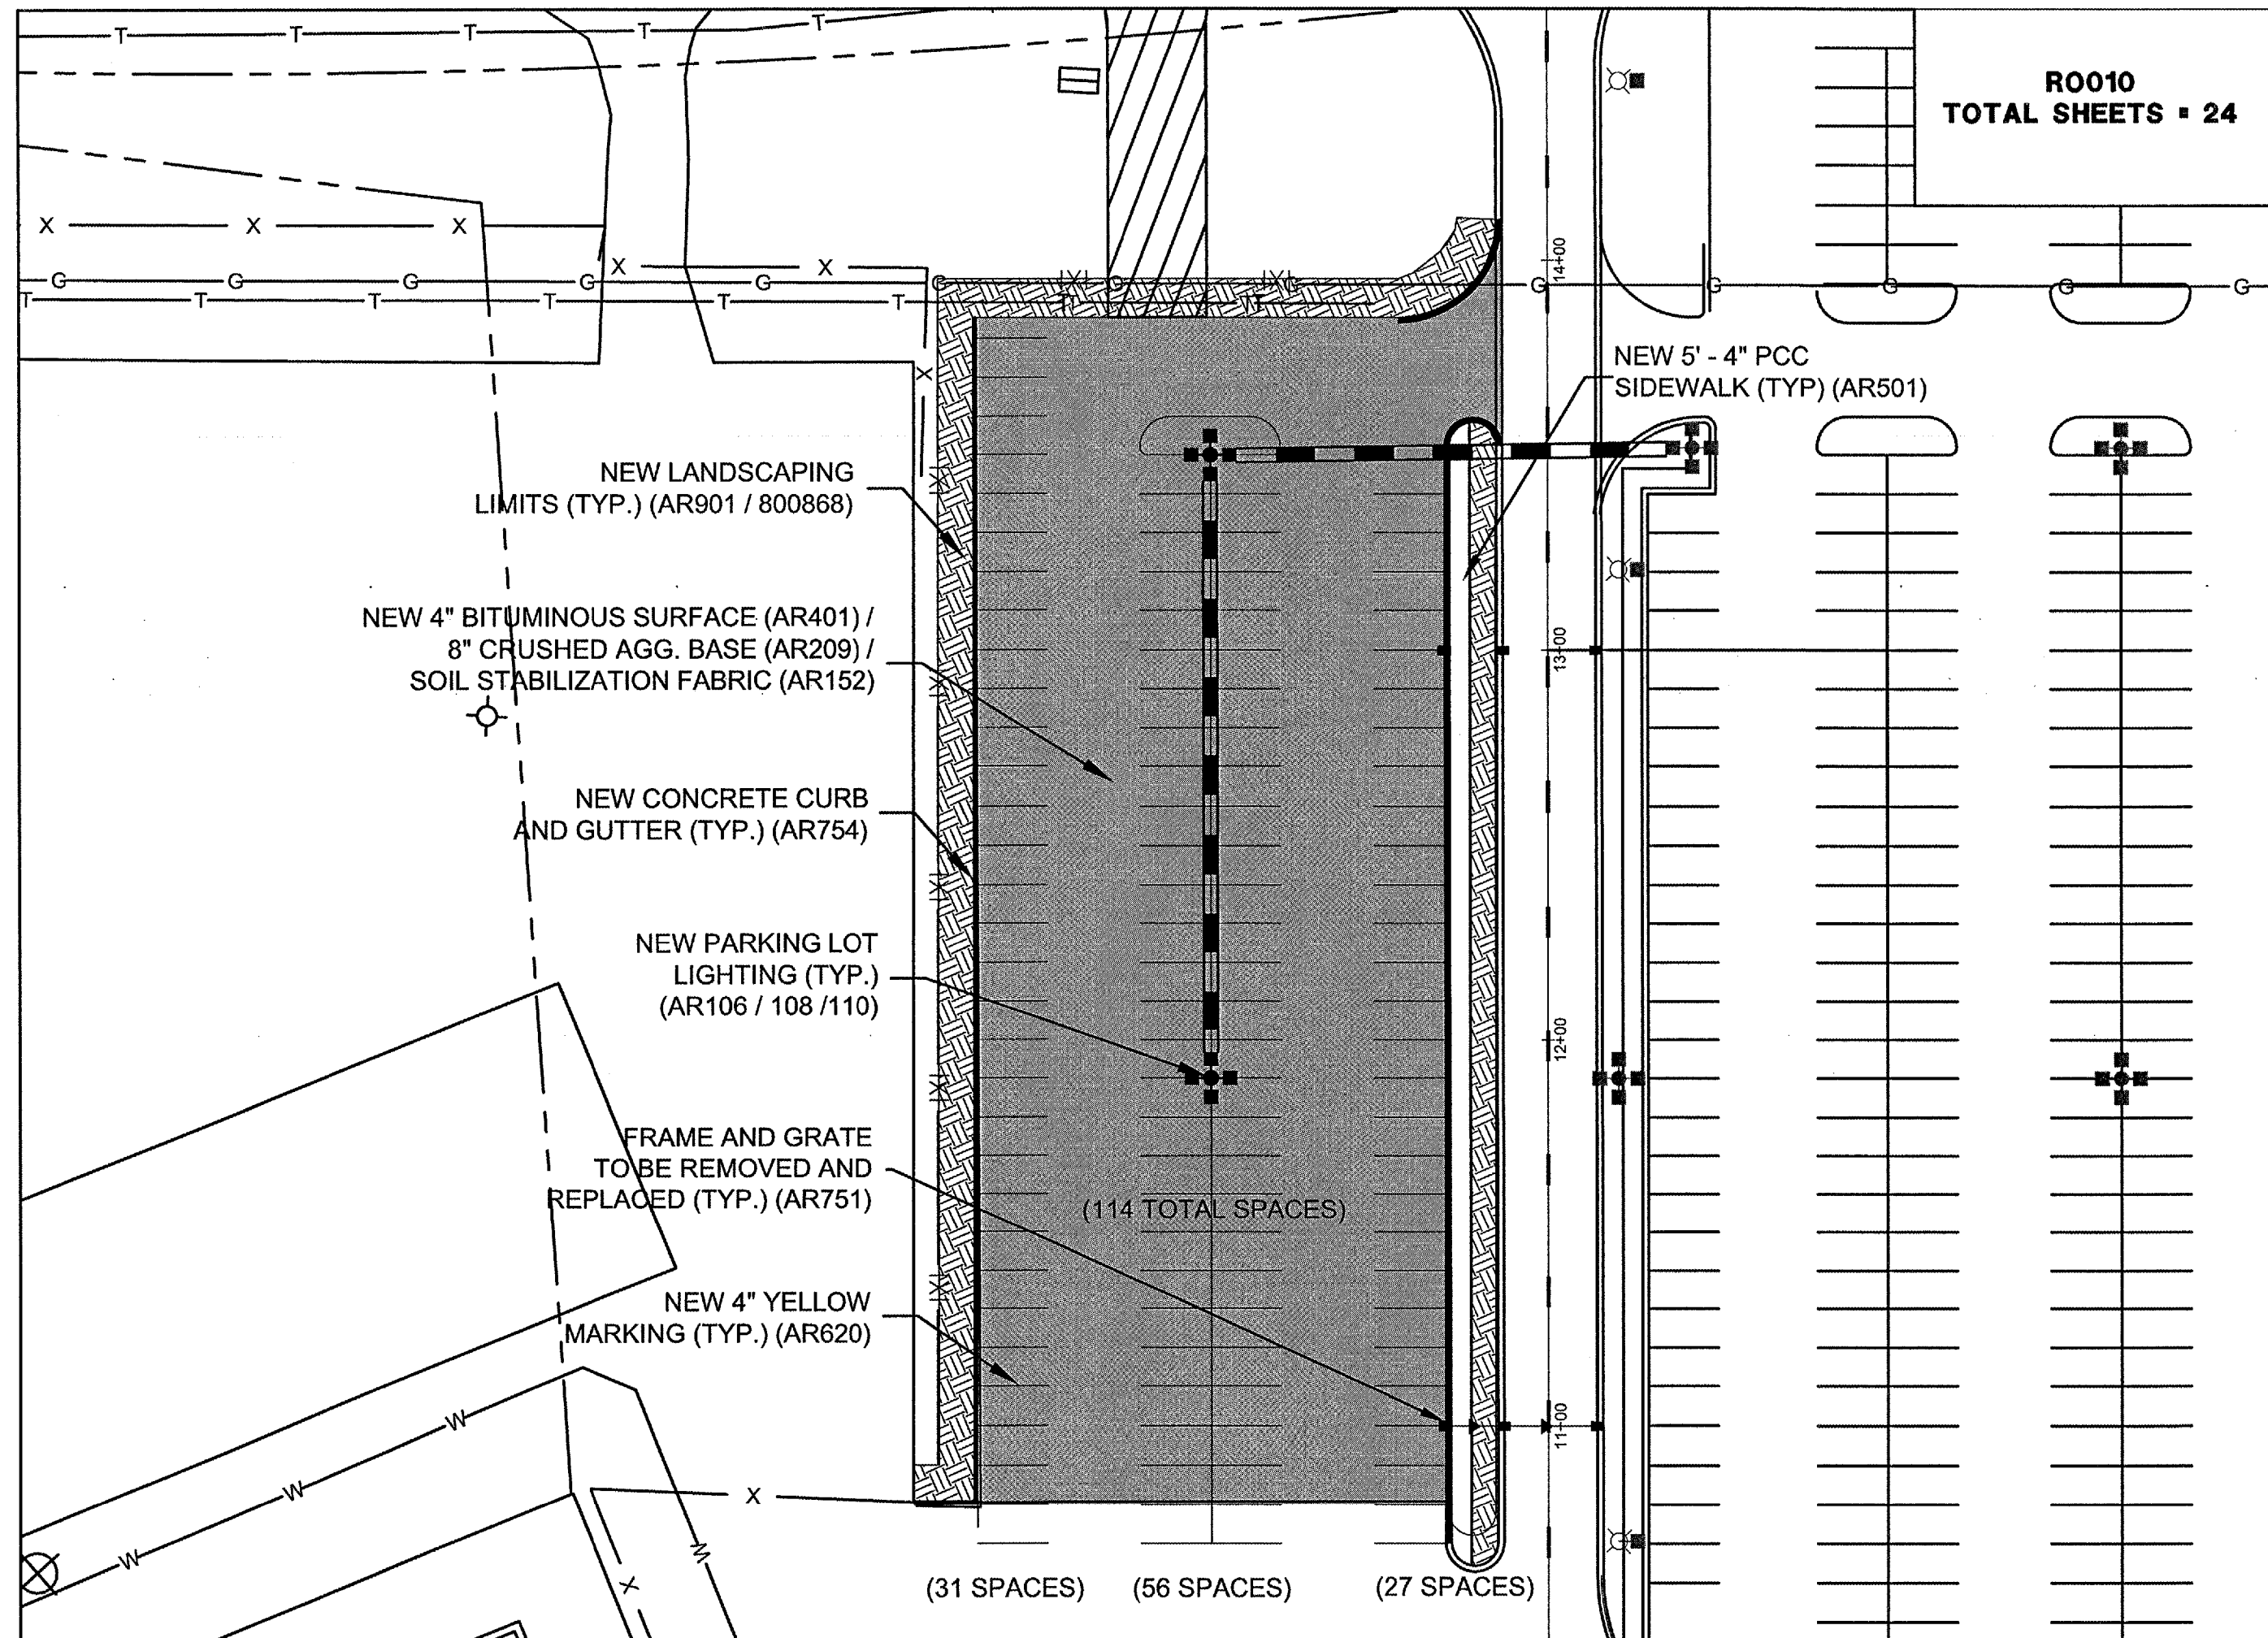 RO010
TOTAL SHEETS = 24
T T T T T
X X X
X X
G G G G G G G G G G G G G
T T T T T T T T
14+00
NEW 5' - 4" PCC
SIDEWALK (TYP) (AR501)
X
NEW LANDSCAPING
LIMITS (TYP.) (AR901 / 800868)
NEW 4" BITUMINOUS SURFACE (AR401) /
8" CRUSHED AGG. BASE (AR209) /
SOIL STABILIZATION FABRIC (AR152)
13+00
NEW CONCRETE CURB
AND GUTTER (TYP.) (AR754)
NEW PARKING LOT
LIGHTING (TYP.)
(AR106 / 108 /110)
12+00
FRAME AND GRATE
TO BE REMOVED AND
REPLACED (TYP.) (AR751)
(114 TOTAL SPACES)
NEW 4" YELLOW
MARKING (TYP.) (AR620)
11+00
W W W W
X
X
(31 SPACES) (56 SPACES) (27 SPACES)